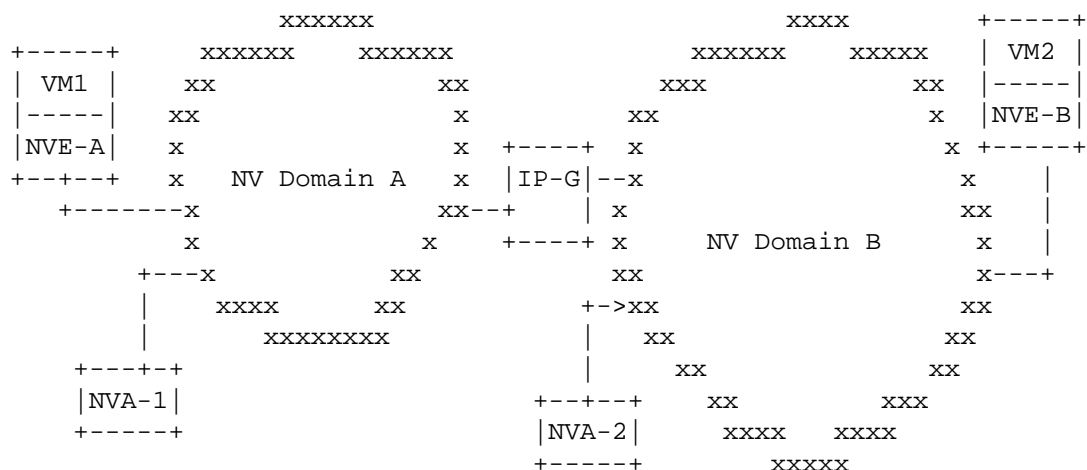 VM1
VM2
NVE-A
NVE-B
NV Domain A
IP-G
NV Domain B
NVA-1
NVA-2